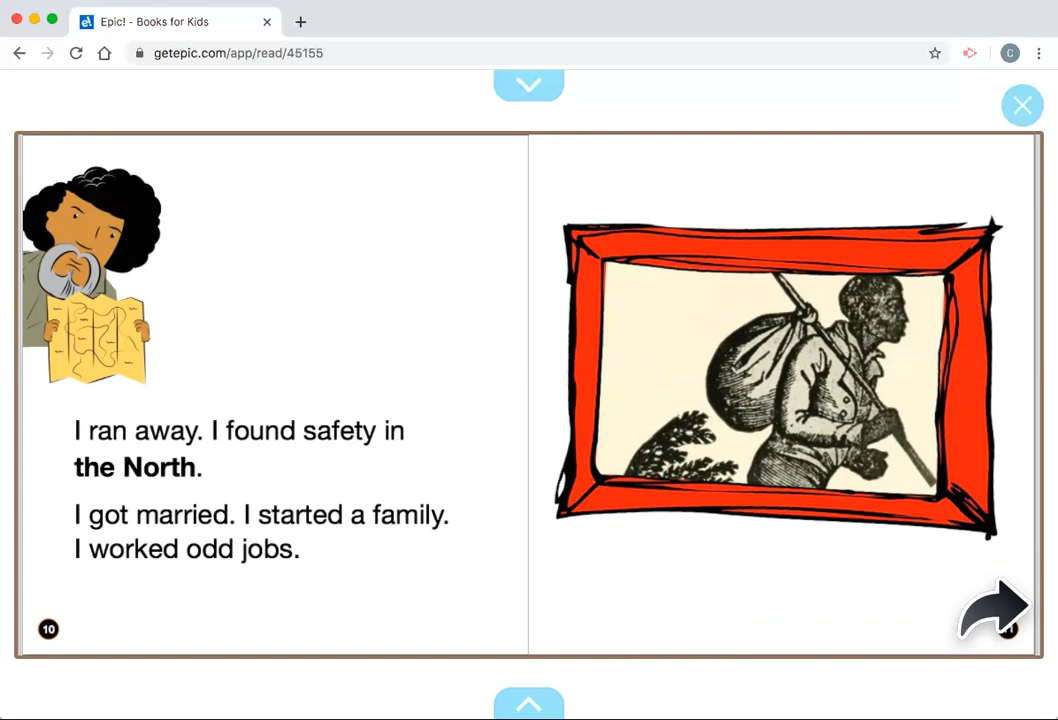 Epic! - Books for Kids
getepic.com/app/read/45155
C
I ran away. I found safety in
the North.
I got married. I started a family.
I worked odd jobs.
10